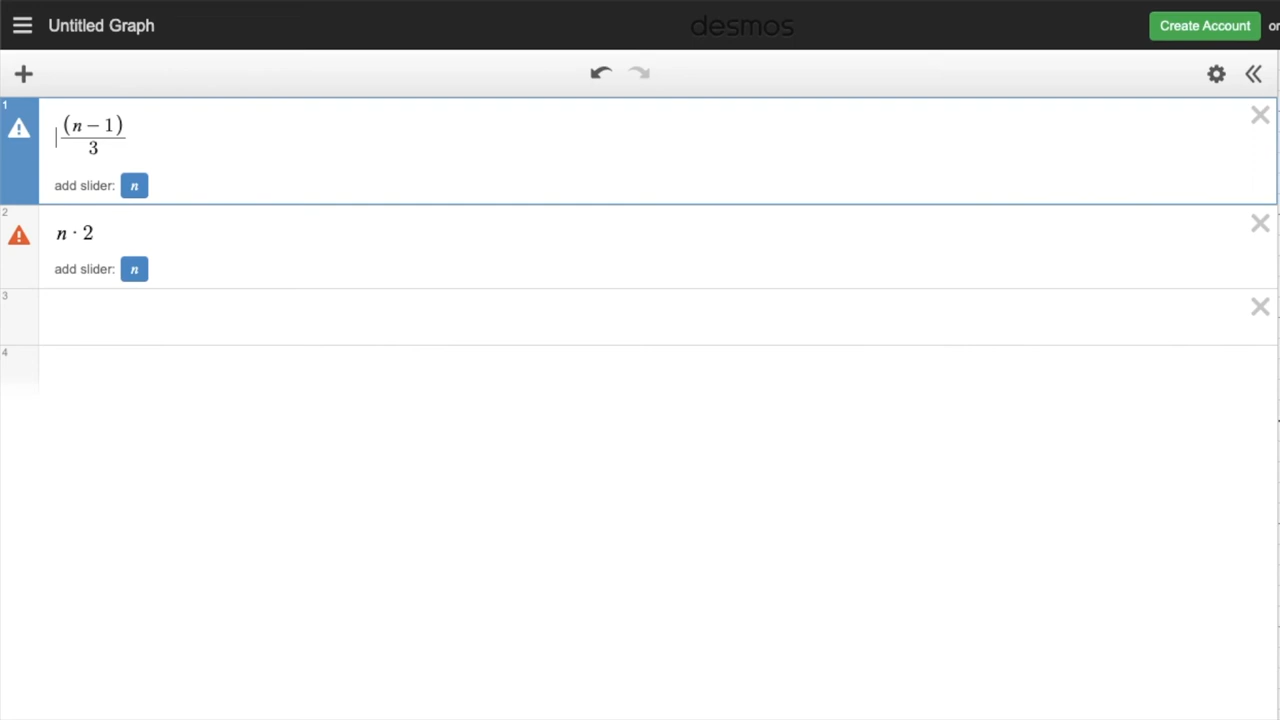 Untitled Graph
desmos
Create Account
or
1
(n − 1)
3
add slider: n
2
n · 2
add slider: n
3
4